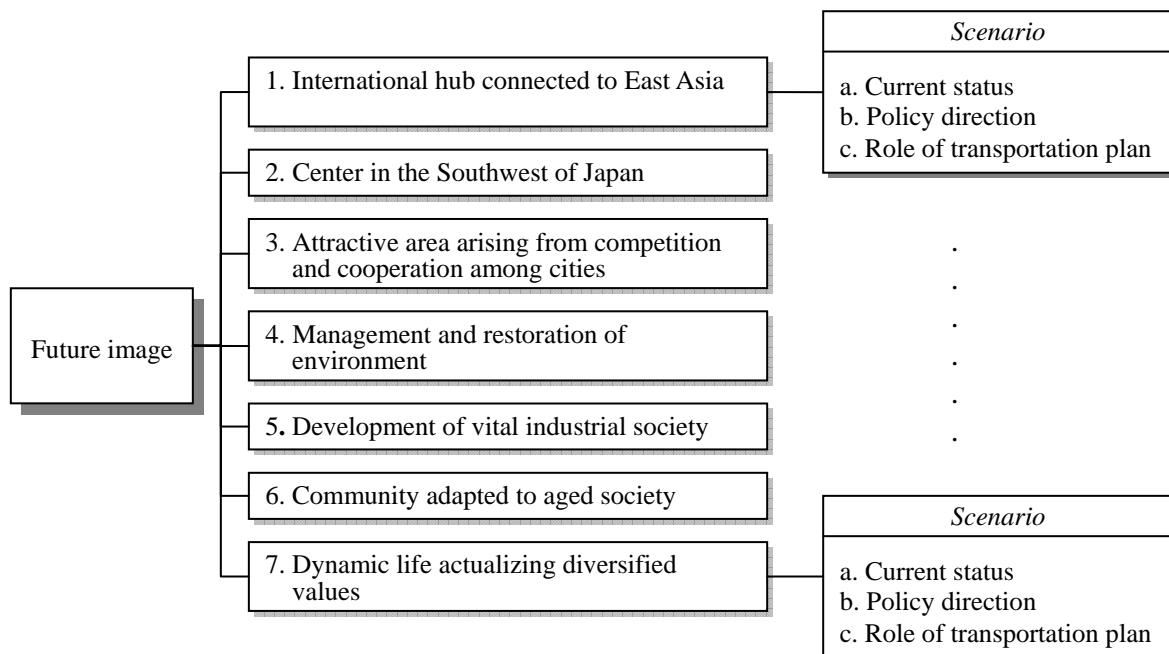 Future image
1. International hub connected to East Asia
2. Center in the Southwest of Japan
3. Attractive area arising from competition
and cooperation among cities
4. Management and restoration of
environment
5. Development of vital industrial society
6. Community adapted to aged society
7. Dynamic life actualizing diversified
values
Scenario
a. Current status
b. Policy direction
c. Role of transportation plan
.
.
.
.
.
.
Scenario
a. Current status
b. Policy direction
c. Role of transportation plan